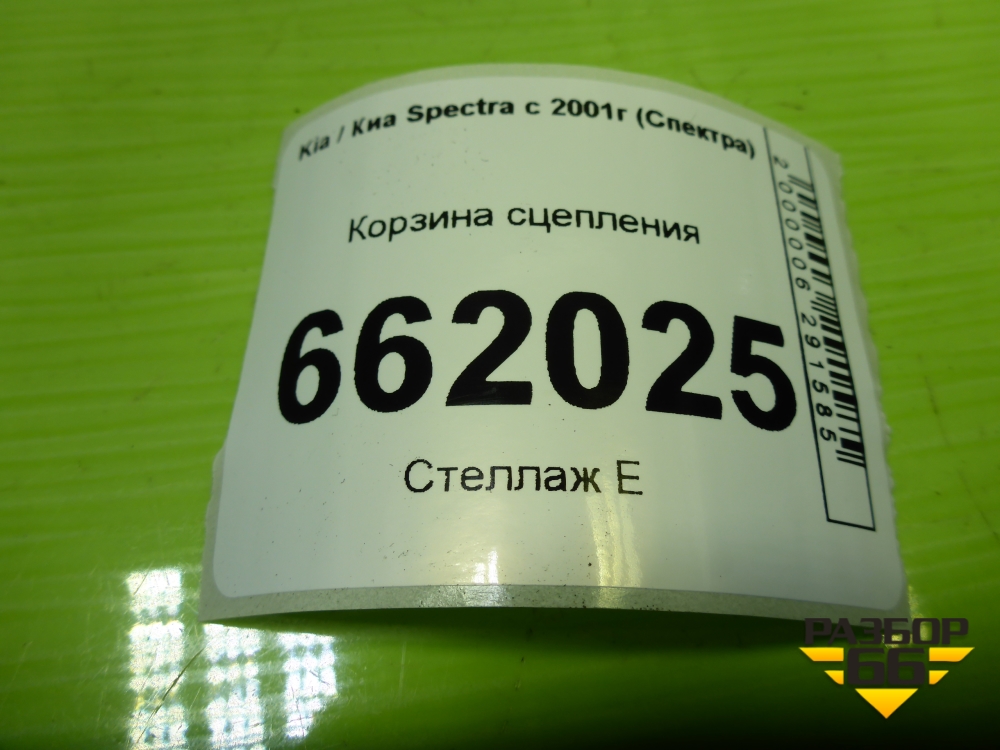 Kia / Киа Spectra с 2001г (Спектра)
Корзина сцепления
662025
Стеллаж Е
2000006291585
РАЗБОР
66